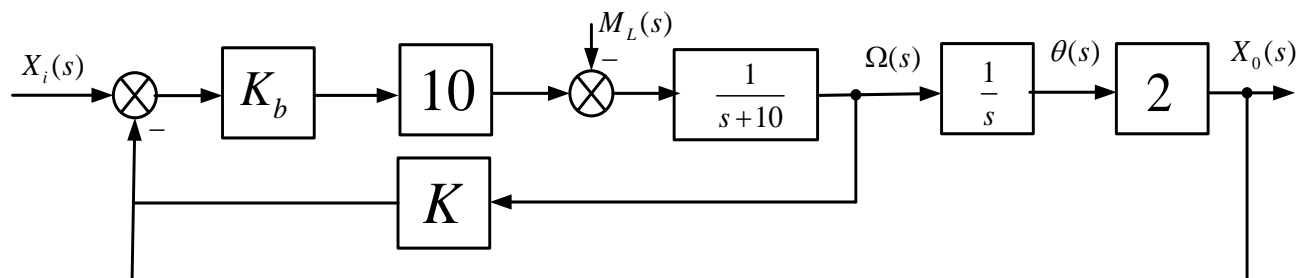 M_L(s)
X_i(s)
−
Ω(s)
θ(s)
X_0(s)
K_b
10
1
s+10
1
s
2
−
K